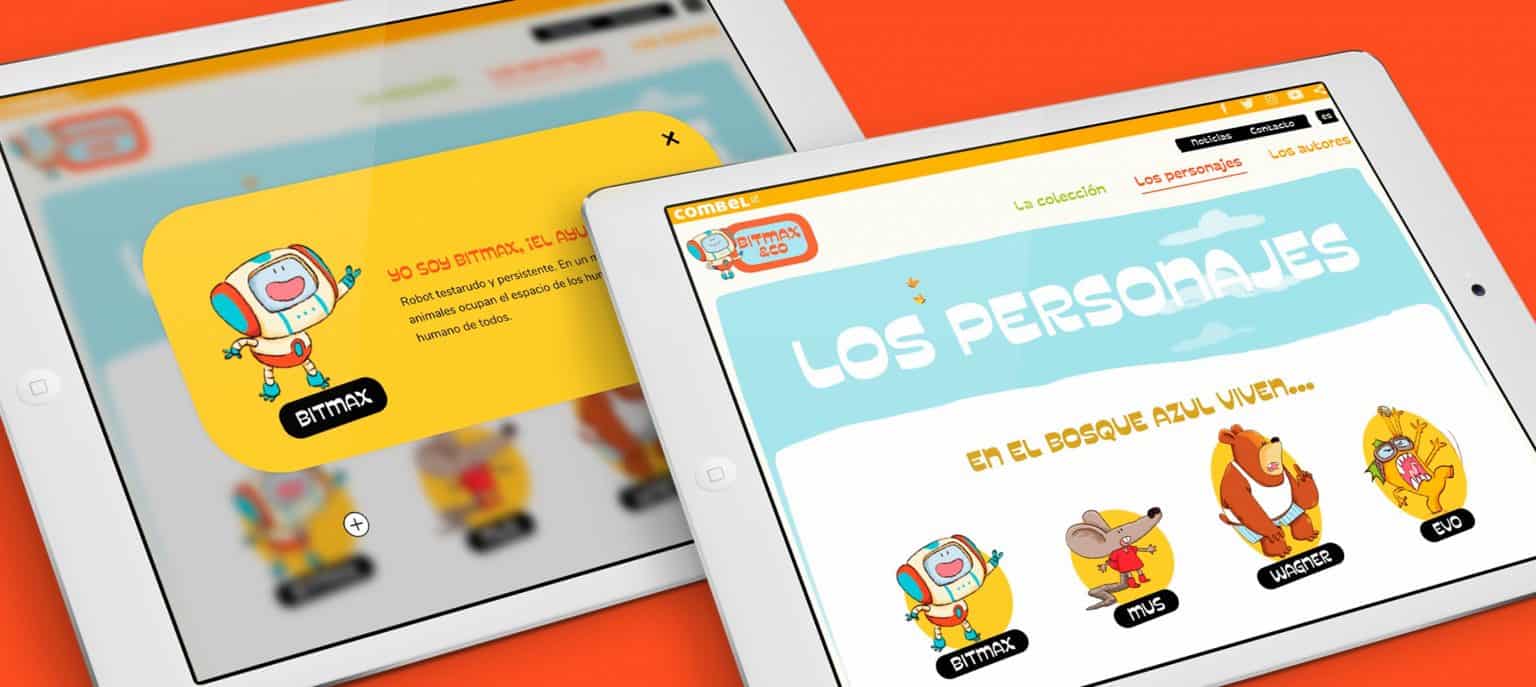 YO SOY BITMAX, ¡EL AYU
Robot testarudo y persistente. En un m
animales ocupan el espacio de los hum
humano de todos.
BITMAX
COMBEL
Noticias
Contacto
es
La colección
Los personajes
Los autores
BITMAX
&CO
LOS PERSONAJES
EN EL BOSQUE AZUL VIVEN...
BITMAX
MUS
WAGNER
EVO